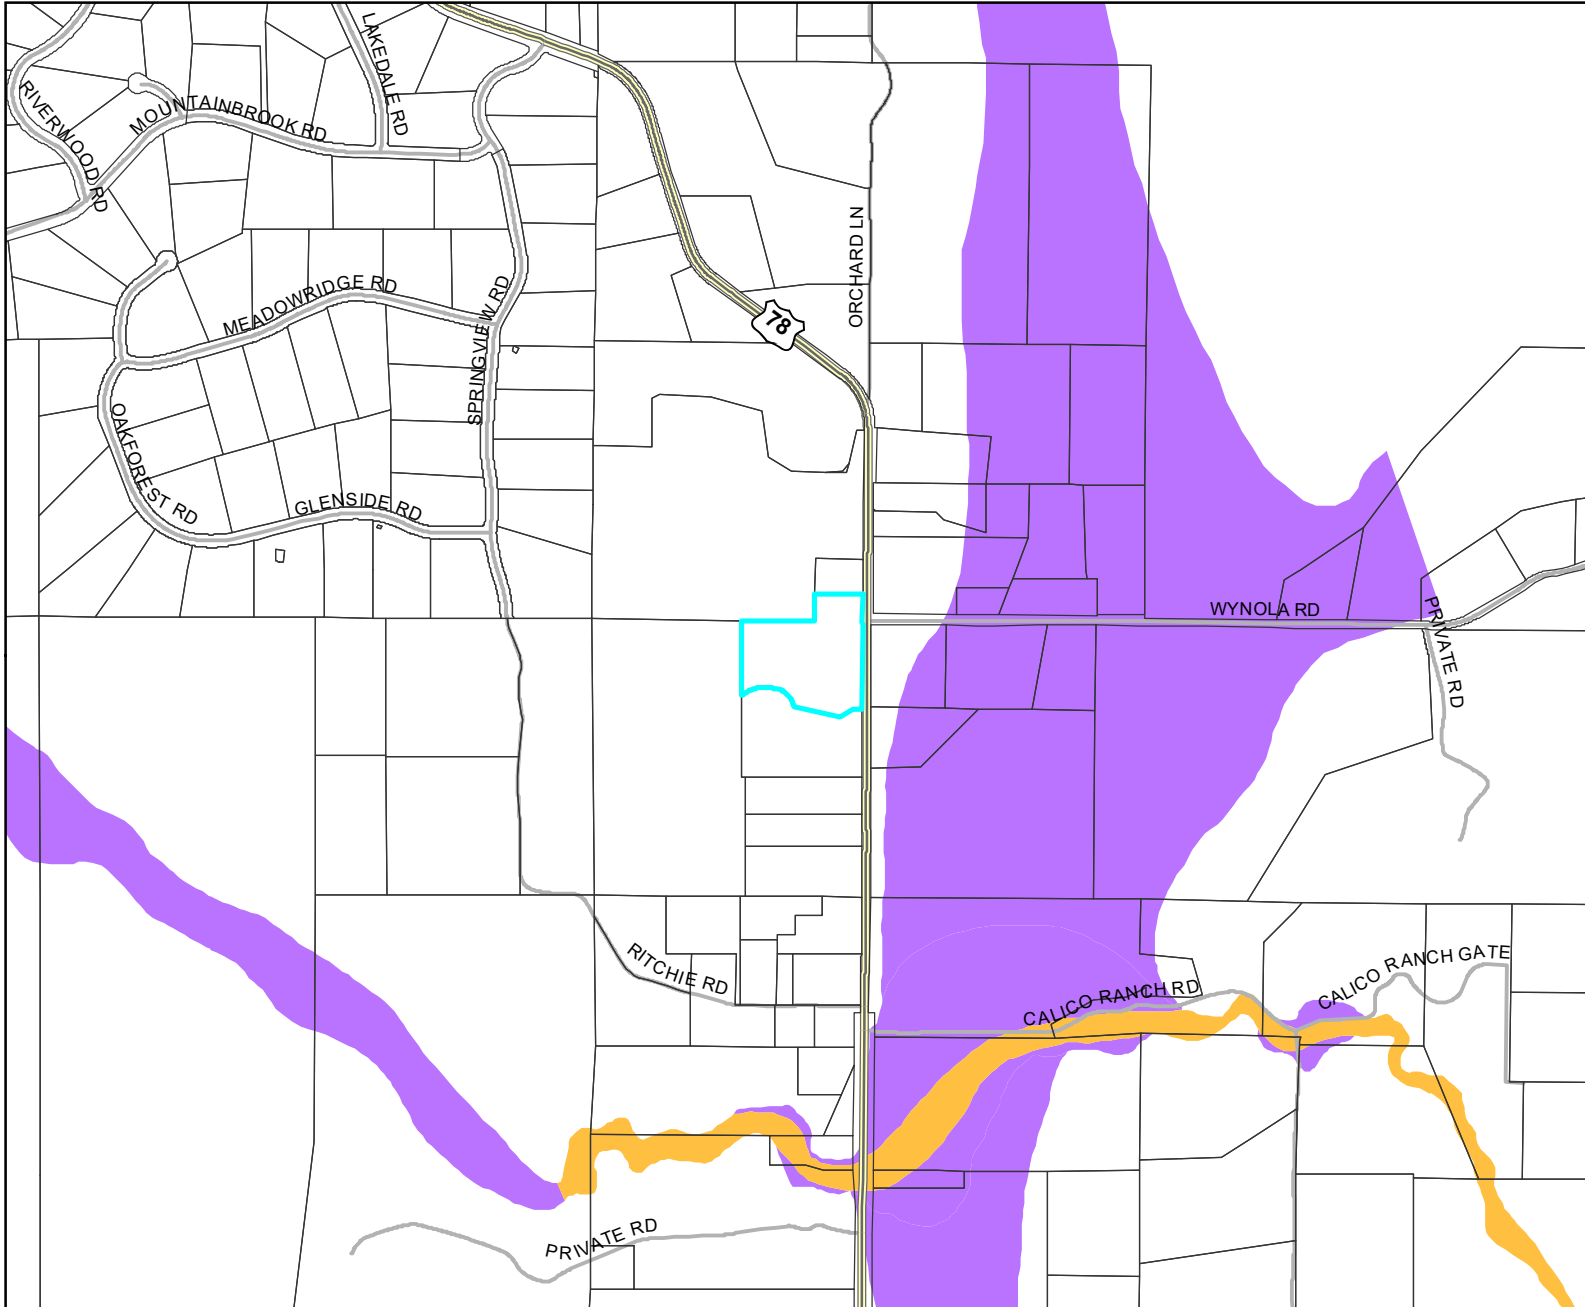 LAKEDALE RD
RIVERWOOD RD
MOUNTAINBROOK RD
ORCHARD LN
MEADOWRIDGE RD
SPRINGVIEW RD
78
OAKFOREST RD
GLENSIDE RD
WYNOLA RD
PRIVATE RD
RITCHIE RD
CALICO RANCH RD
CALICO RANCH GATE
PRIVATE RD